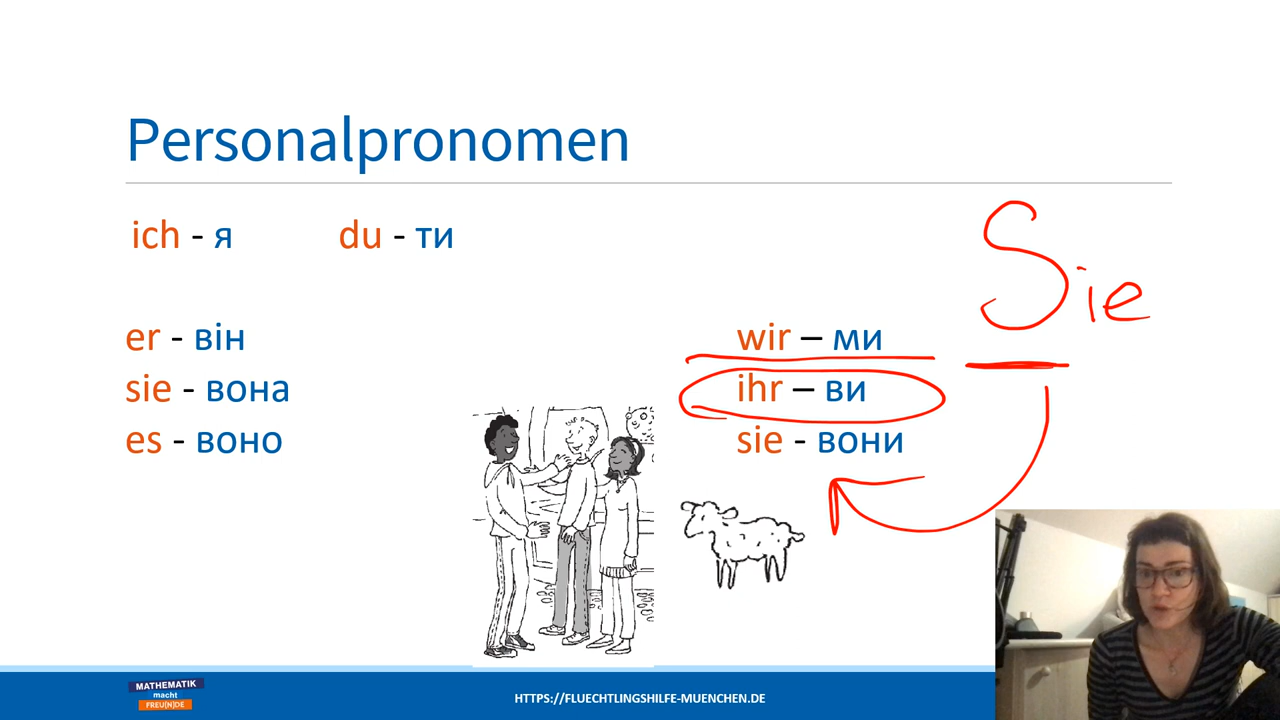 Personalpronomen
ich - я
du - ти
Sie
er - він
sie - вона
es - воно
wir – ми
ihr – ви
sie - вони
MATHEMATIK
macht
FREU(N)DE
HTTPS://FLUECHTLINGSHILFE-MUENCHEN.DE